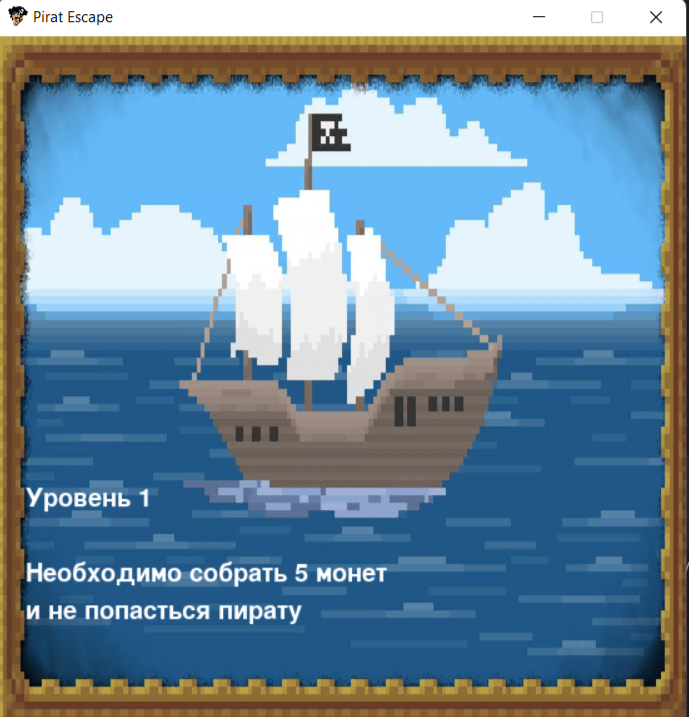 Pirat Escape
Уровень 1
Необходимо собрать 5 монет
и не попасться пирату